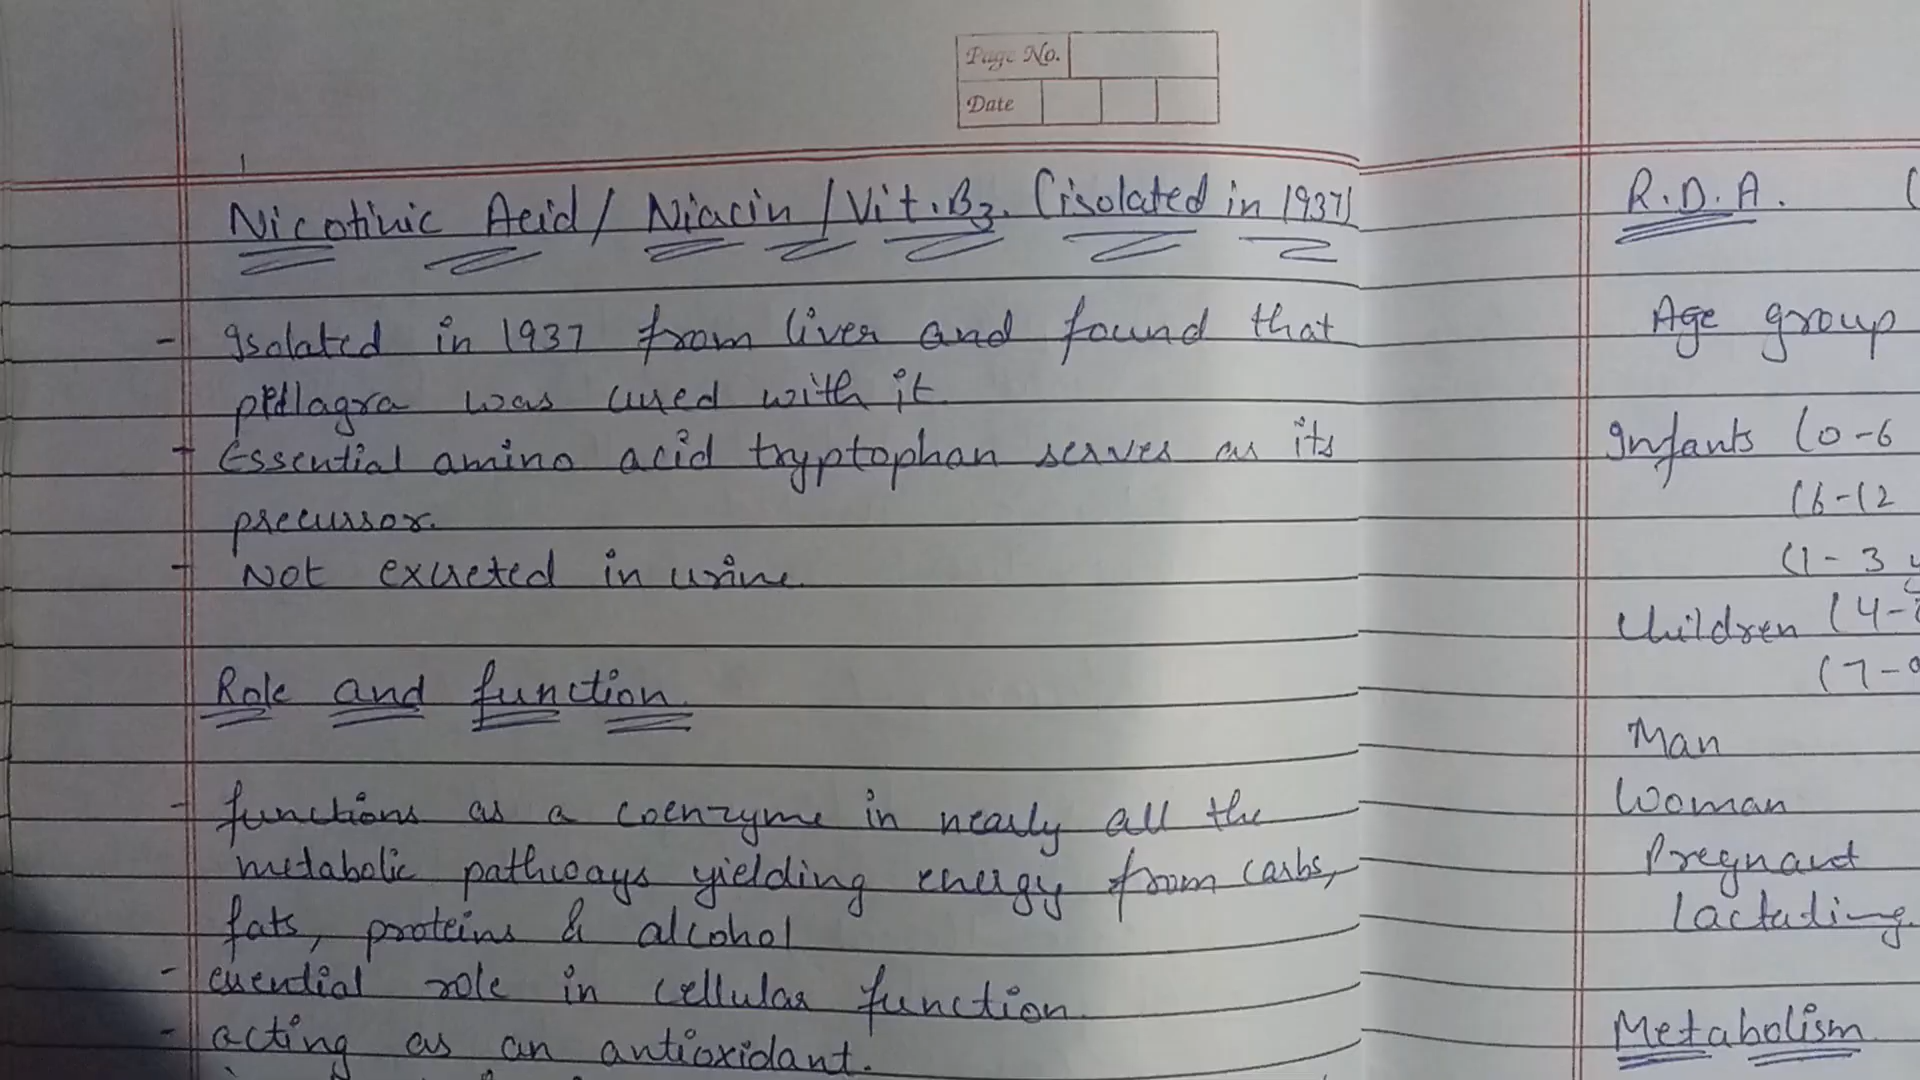 Page No.
Date
Nicotinic Acid / Niacin / Vit. B3. (isolated in 1937)
- Isolated in 1937 from liver and found that
pellagra was cured with it
- Essential amino acid tryptophan serves as its
precursor.
- Not excreted in urine.
Role and function
- functions as a coenzyme in nearly all the
metabolic pathways yielding energy from carbs,
fats, proteins & alcohol
- essential role in cellular function
- acting as an antioxidant.
R.D.A. (
Age group
Infants (0-6
(6-12
(1-3 y
Children (4-
(7-9
Man
Woman
Pregnant
Lactating
Metabolism